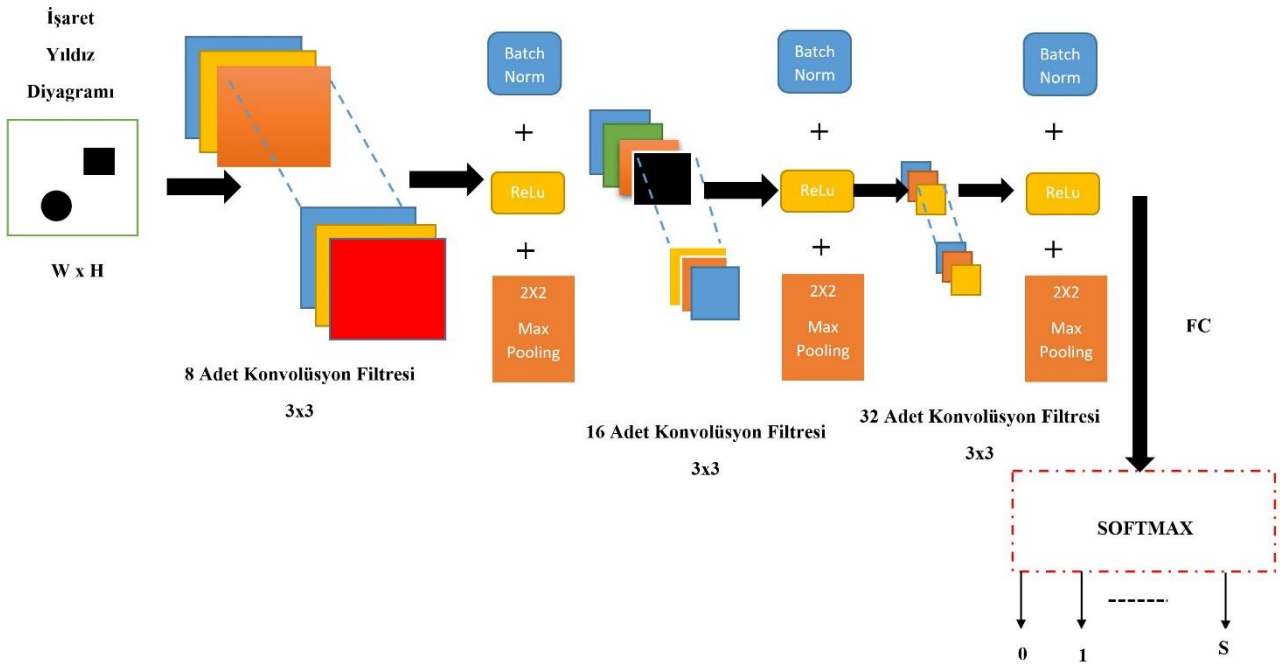 İşaret
Yıldız
Diyagramı
W x H
8 Adet Konvolüsyon Filtresi
3x3
Batch
Norm
+
ReLu
+
2X2
Max
Pooling
16 Adet Konvolüsyon Filtresi
3x3
Batch
Norm
+
ReLu
+
2X2
Max
Pooling
32 Adet Konvolüsyon Filtresi
3x3
Batch
Norm
+
ReLu
+
2X2
Max
Pooling
FC
SOFTMAX
0 1 ------ S